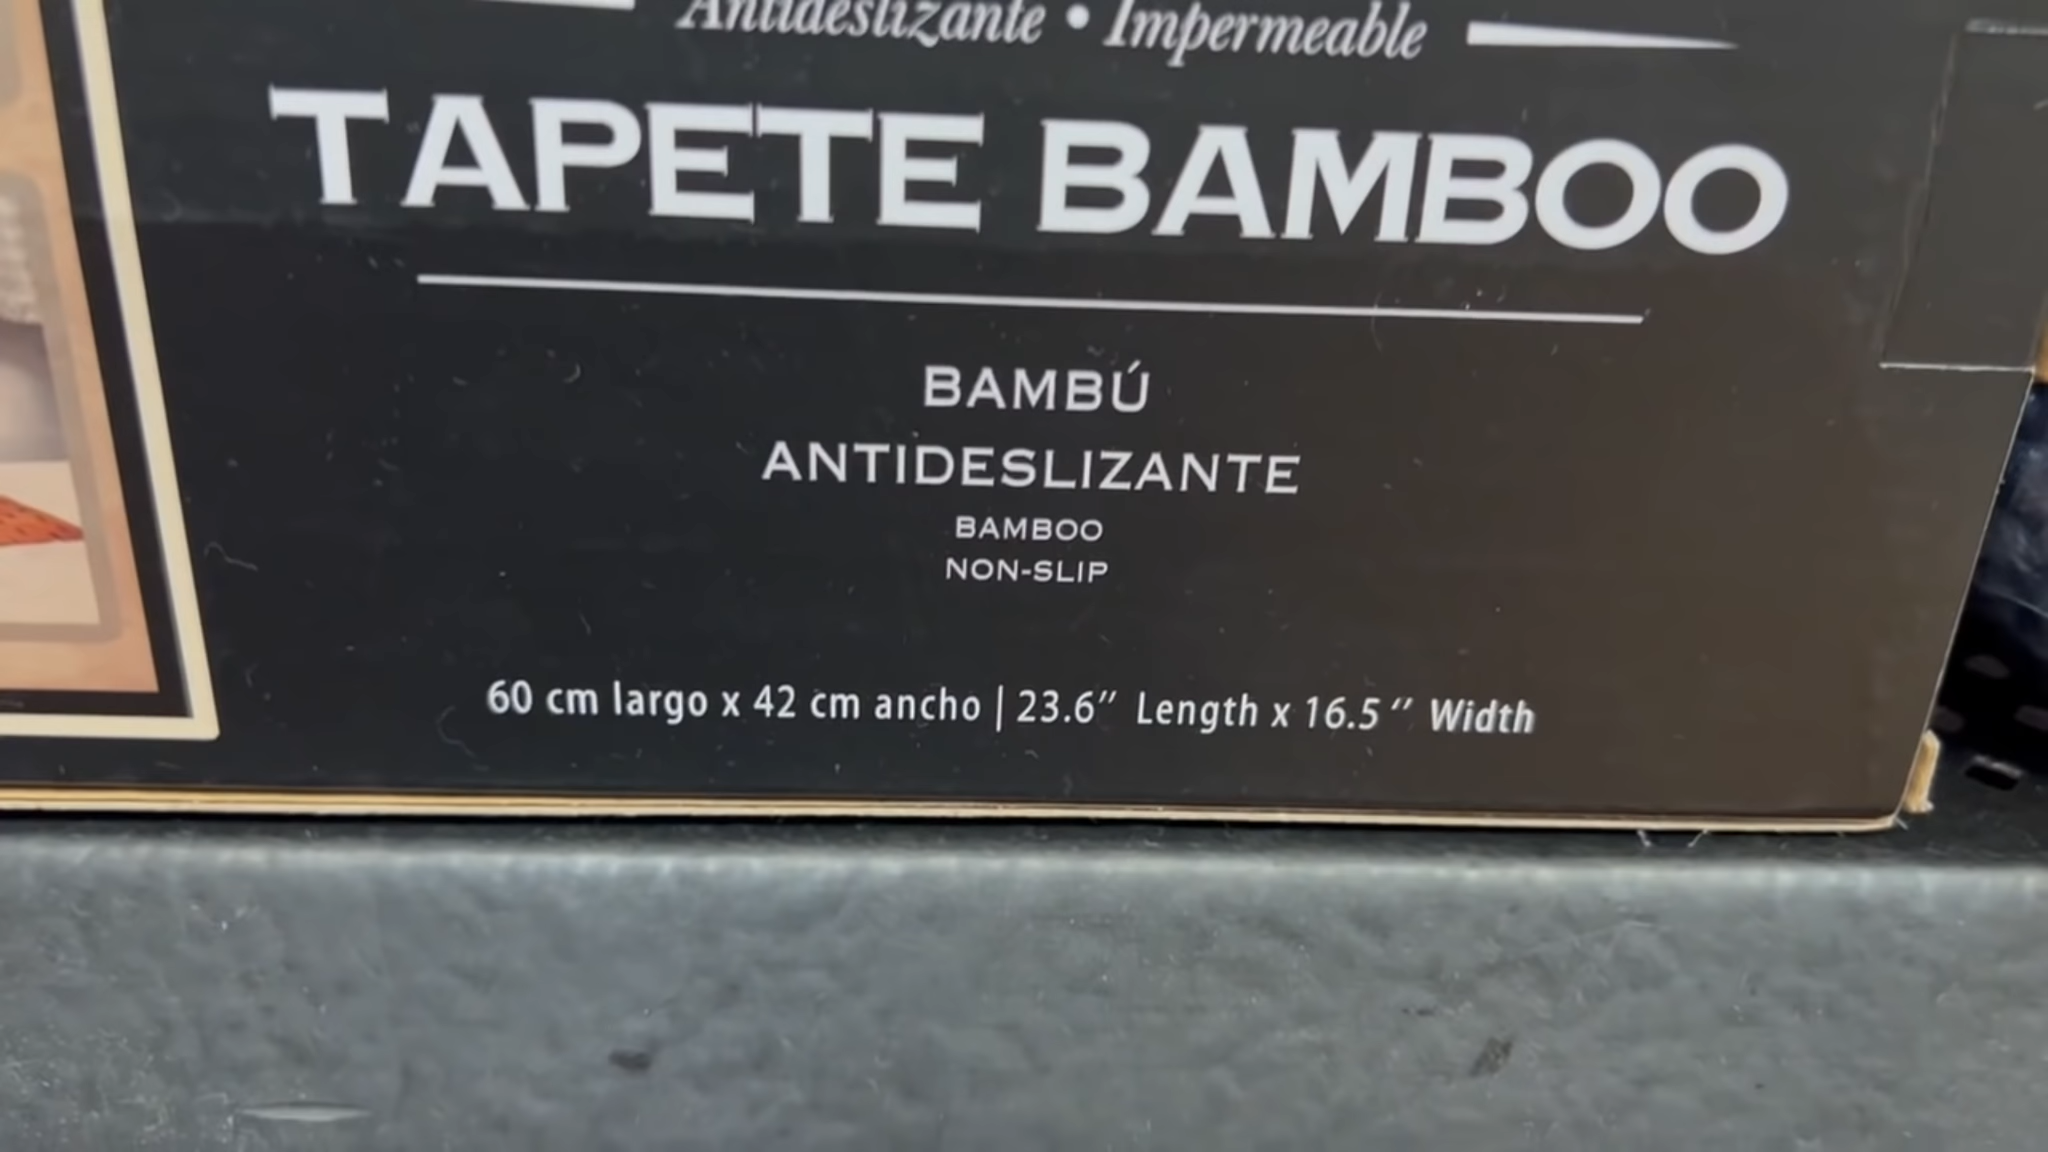 Antideslizante • Impermeable
TAPETE BAMBOO
BAMBÚ
ANTIDESLIZANTE
BAMBOO
NON-SLIP
60 cm largo x 42 cm ancho | 23.6″ Length x 16.5 ″ Width